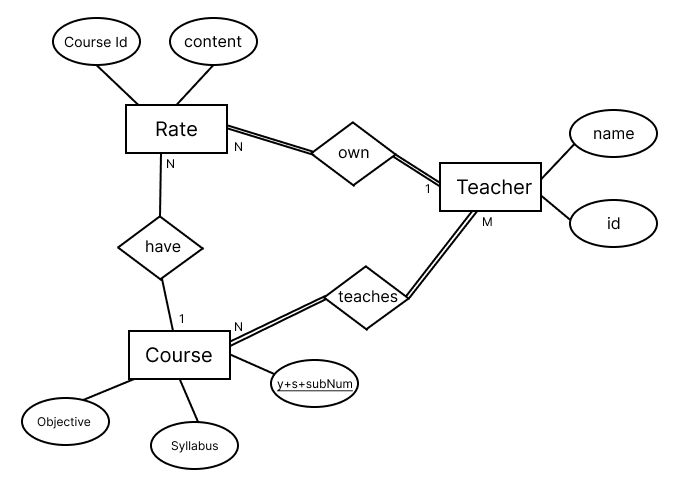 Course Id
content
Rate
N
N
own
name
1
Teacher
id
M
have
teaches
1
N
Course
y+s+subNum
Objective
Syllabus